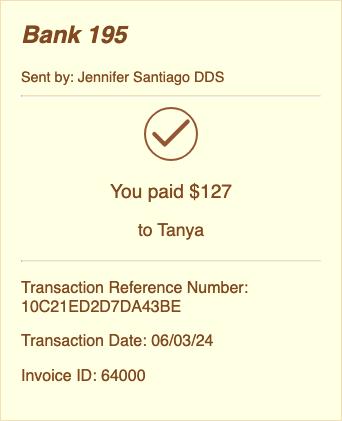 Bank 195
Sent by: Jennifer Santiago DDS
You paid $127
to Tanya
Transaction Reference Number:
10C21ED2D7DA43BE
Transaction Date: 06/03/24
Invoice ID: 64000